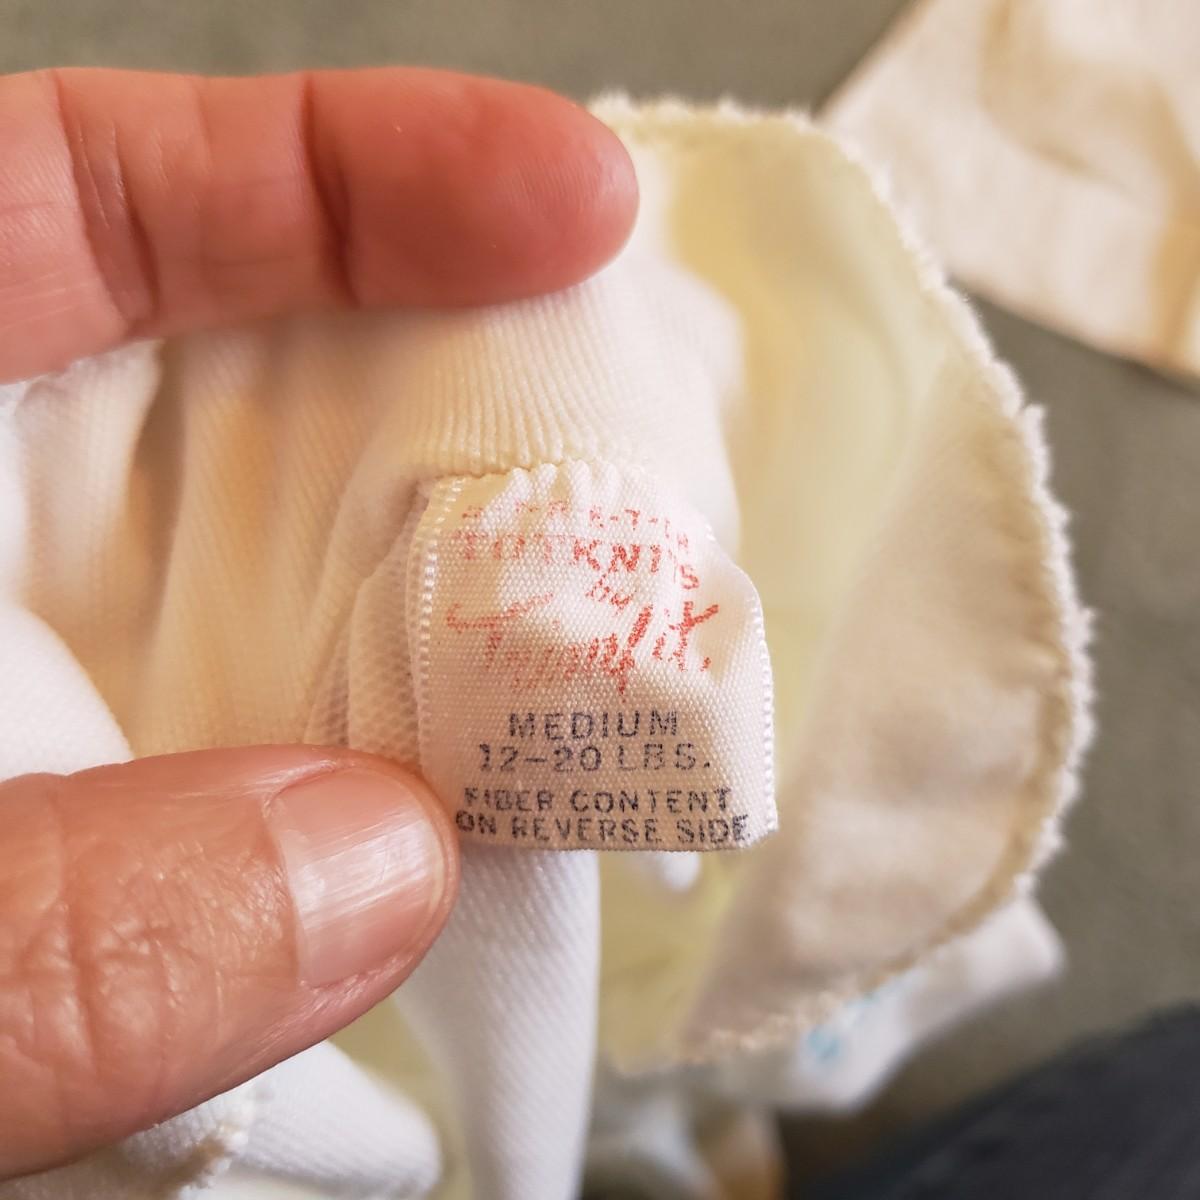 TOTKNITS
by
MEDIUM
12-20 LBS.
FIBER CONTENT
ON REVERSE SIDE